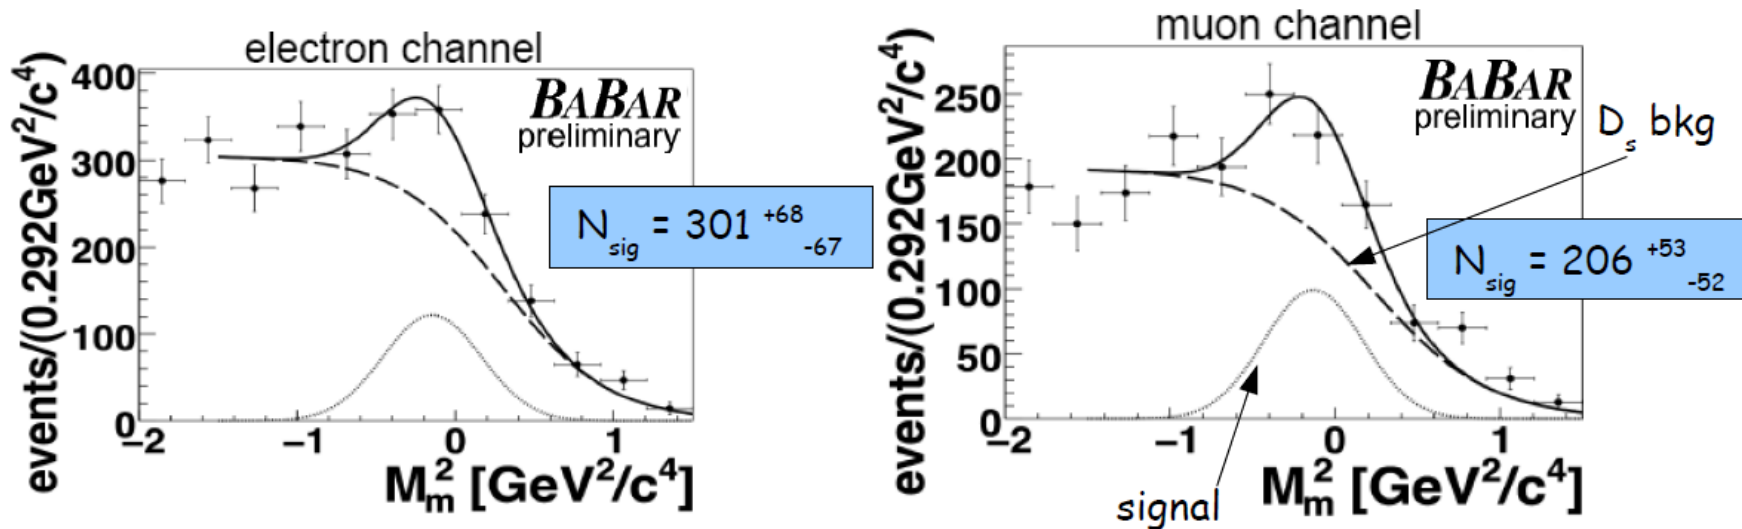 electron channel
BABAR
preliminary
N_sig = 301 +68 -67
events/(0.292GeV²/c⁴)
400
300
200
100
0
−2
−1
0
1
M²_m [GeV²/c⁴]
muon channel
BABAR
preliminary
D_s bkg
N_sig = 206 +53 -52
events/(0.292GeV²/c⁴)
250
200
150
100
50
0
−2
−1
0
1
signal
M²_m [GeV²/c⁴]